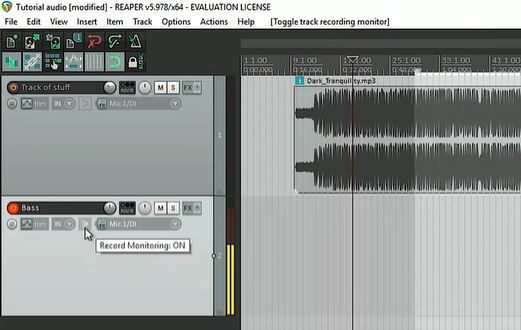 Tutorial audio [modified] - REAPER v5.978/x64 - EVALUATION LICENSE
File Edit View Insert Item Track Options Actions Help [Toggle track recording monitor]
1.1.00 9.1.00 17.1.00 25.1.00 33.1.00 41.1.00
0:00.000 0:16.000 0:32.000 0:48.000 1:04.000
Track of stuff ROUTE M S FX
Dark_Tranquility.mp3
trim IN Mic 1/DI
1
Bass ROUTE M S FX
trim IN Mic 1/DI
Record Monitoring: ON
2